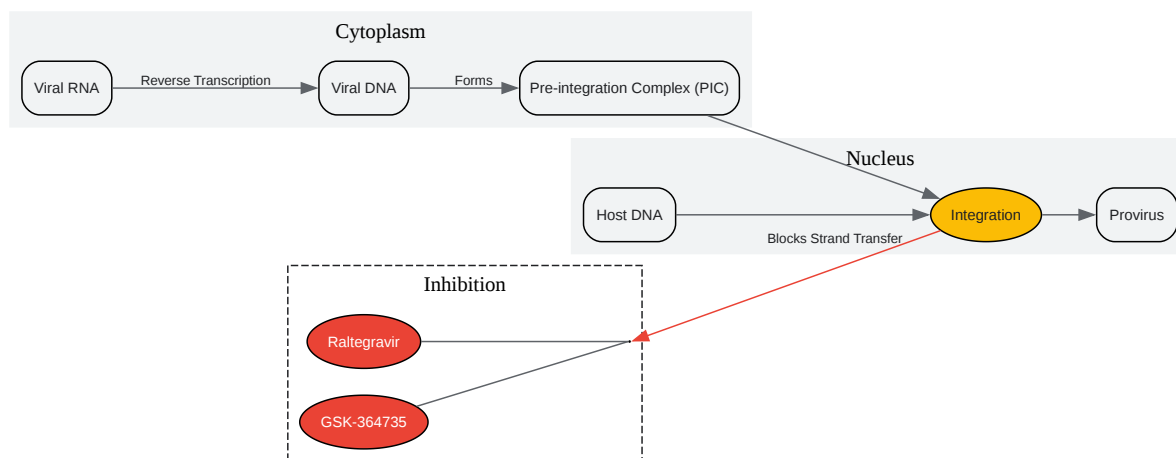 Cytoplasm
Viral RNA
Reverse Transcription
Viral DNA
Forms
Pre-integration Complex (PIC)
Nucleus
Host DNA
Integration
Provirus
Blocks Strand Transfer
Inhibition
Raltegravir
GSK-364735